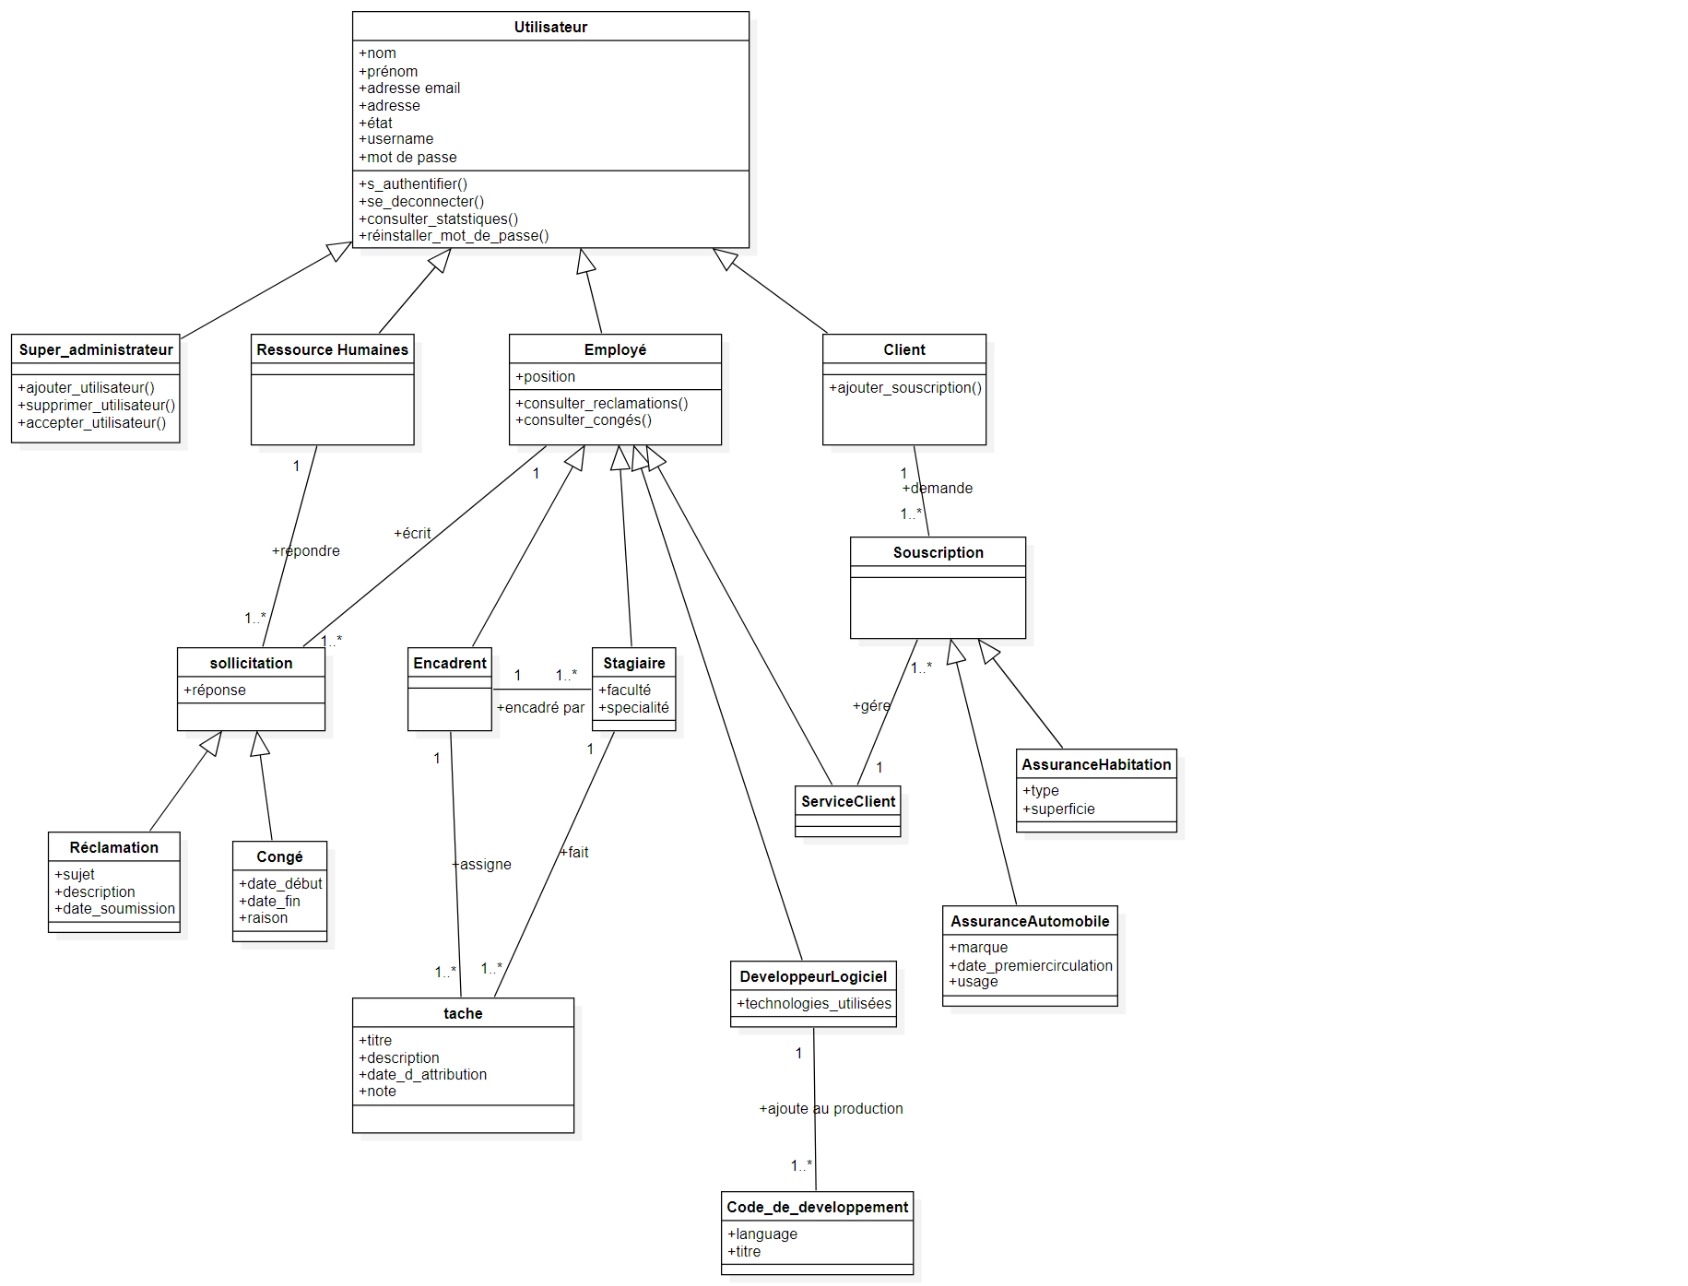 Utilisateur
+nom
+prénom
+adresse email
+adresse
+état
+username
+mot de passe
+s_authentifier()
+se_deconnecter()
+consulter_statstiques()
+réinstaller_mot_de_passe()
Super_administrateur
+ajouter_utilisateur()
+supprimer_utilisateur()
+accepter_utilisateur()
Ressource Humaines
Employé
+position
+consulter_reclamations()
+consulter_congés()
Client
+ajouter_souscription()
1
+répondre
1..*
1
+écrit
1..*
1
+demande
1..*
Souscription
sollicitation
+réponse
Encadrent
1
1..*
+encadré par
Stagiaire
+faculté
+specialité
1..*
+gére
1
ServiceClient
AssuranceHabitation
+type
+superficie
Réclamation
+sujet
+description
+date_soumission
Congé
+date_début
+date_fin
+raison
1
+assigne
1..*
1
+fait
1..*
AssuranceAutomobile
+marque
+date_premiercirculation
+usage
tache
+titre
+description
+date_d_attribution
+note
DeveloppeurLogiciel
+technologies_utilisées
1
+ajoute au production
1..*
Code_de_developpement
+language
+titre